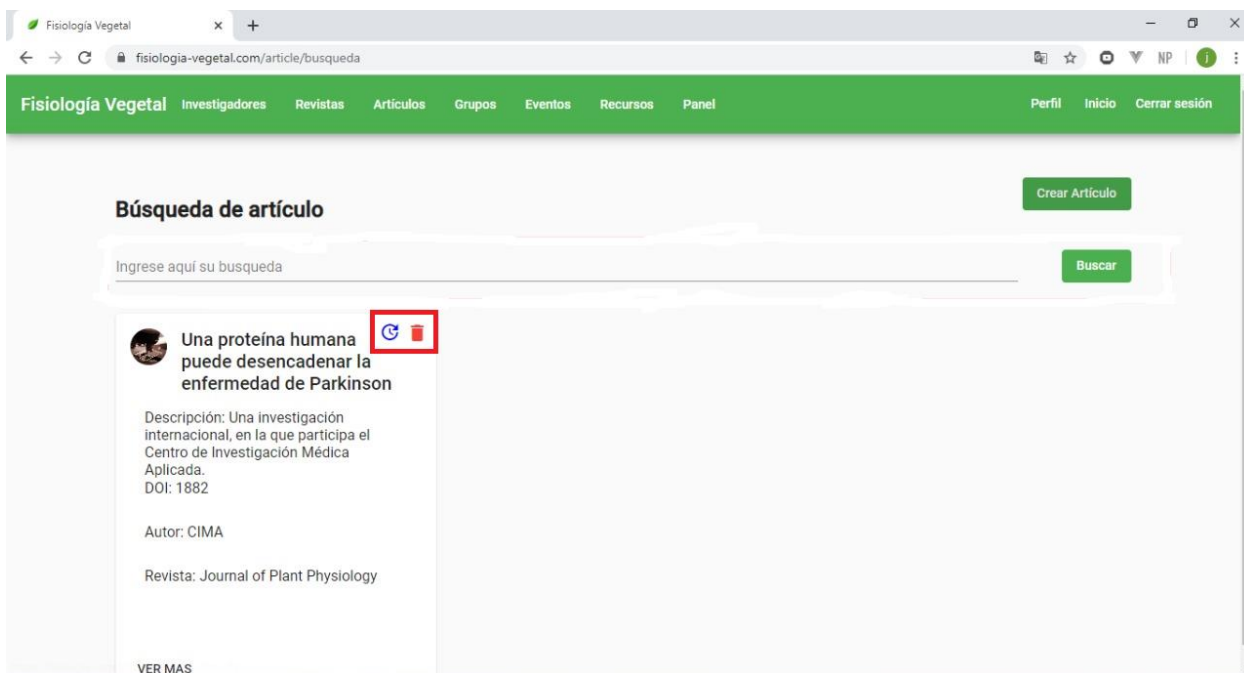 Fisiología Vegetal
fisiologia-vegetal.com/article/busqueda
NP
j
Fisiología Vegetal Investigadores Revistas Artículos Grupos Eventos Recursos Panel Perfil Inicio Cerrar sesión
Crear Artículo
Búsqueda de artículo
Ingrese aquí su busqueda
Buscar
Una proteína humana
puede desencadenar la
enfermedad de Parkinson
Descripción: Una investigación
internacional, en la que participa el
Centro de Investigación Médica
Aplicada.
DOI: 1882
Autor: CIMA
Revista: Journal of Plant Physiology
VER MAS